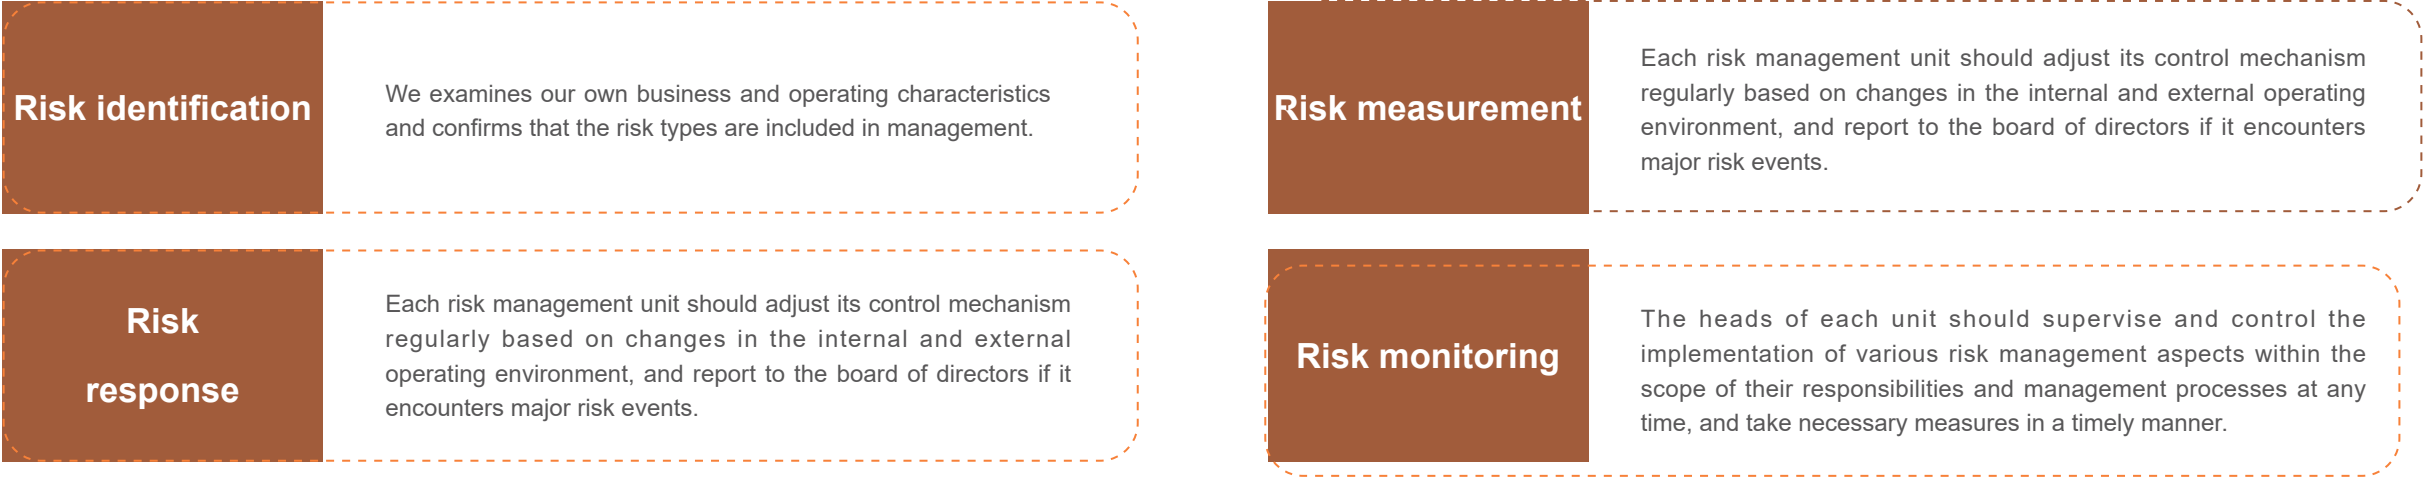 Risk identification
We examines our own business and operating characteristics
and confirms that the risk types are included in management.
Risk measurement
Each risk management unit should adjust its control mechanism
regularly based on changes in the internal and external operating
environment, and report to the board of directors if it encounters
major risk events.
Risk
response
Each risk management unit should adjust its control mechanism
regularly based on changes in the internal and external
operating environment, and report to the board of directors if it
encounters major risk events.
Risk monitoring
The heads of each unit should supervise and control the
implementation of various risk management aspects within the
scope of their responsibilities and management processes at any
time, and take necessary measures in a timely manner.